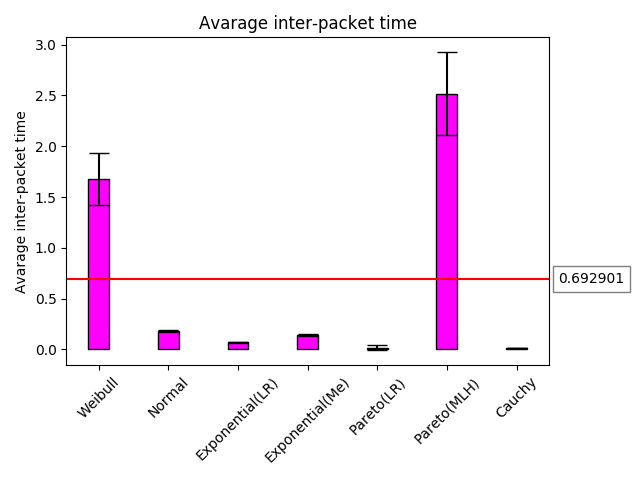 Avarage inter-packet time
Avarage inter-packet time
3.0
2.5
2.0
1.5
1.0
0.5
0.0
0.692901
Weibull
Normal
Exponential(LR)
Exponential(Me)
Pareto(LR)
Pareto(MLH)
Cauchy